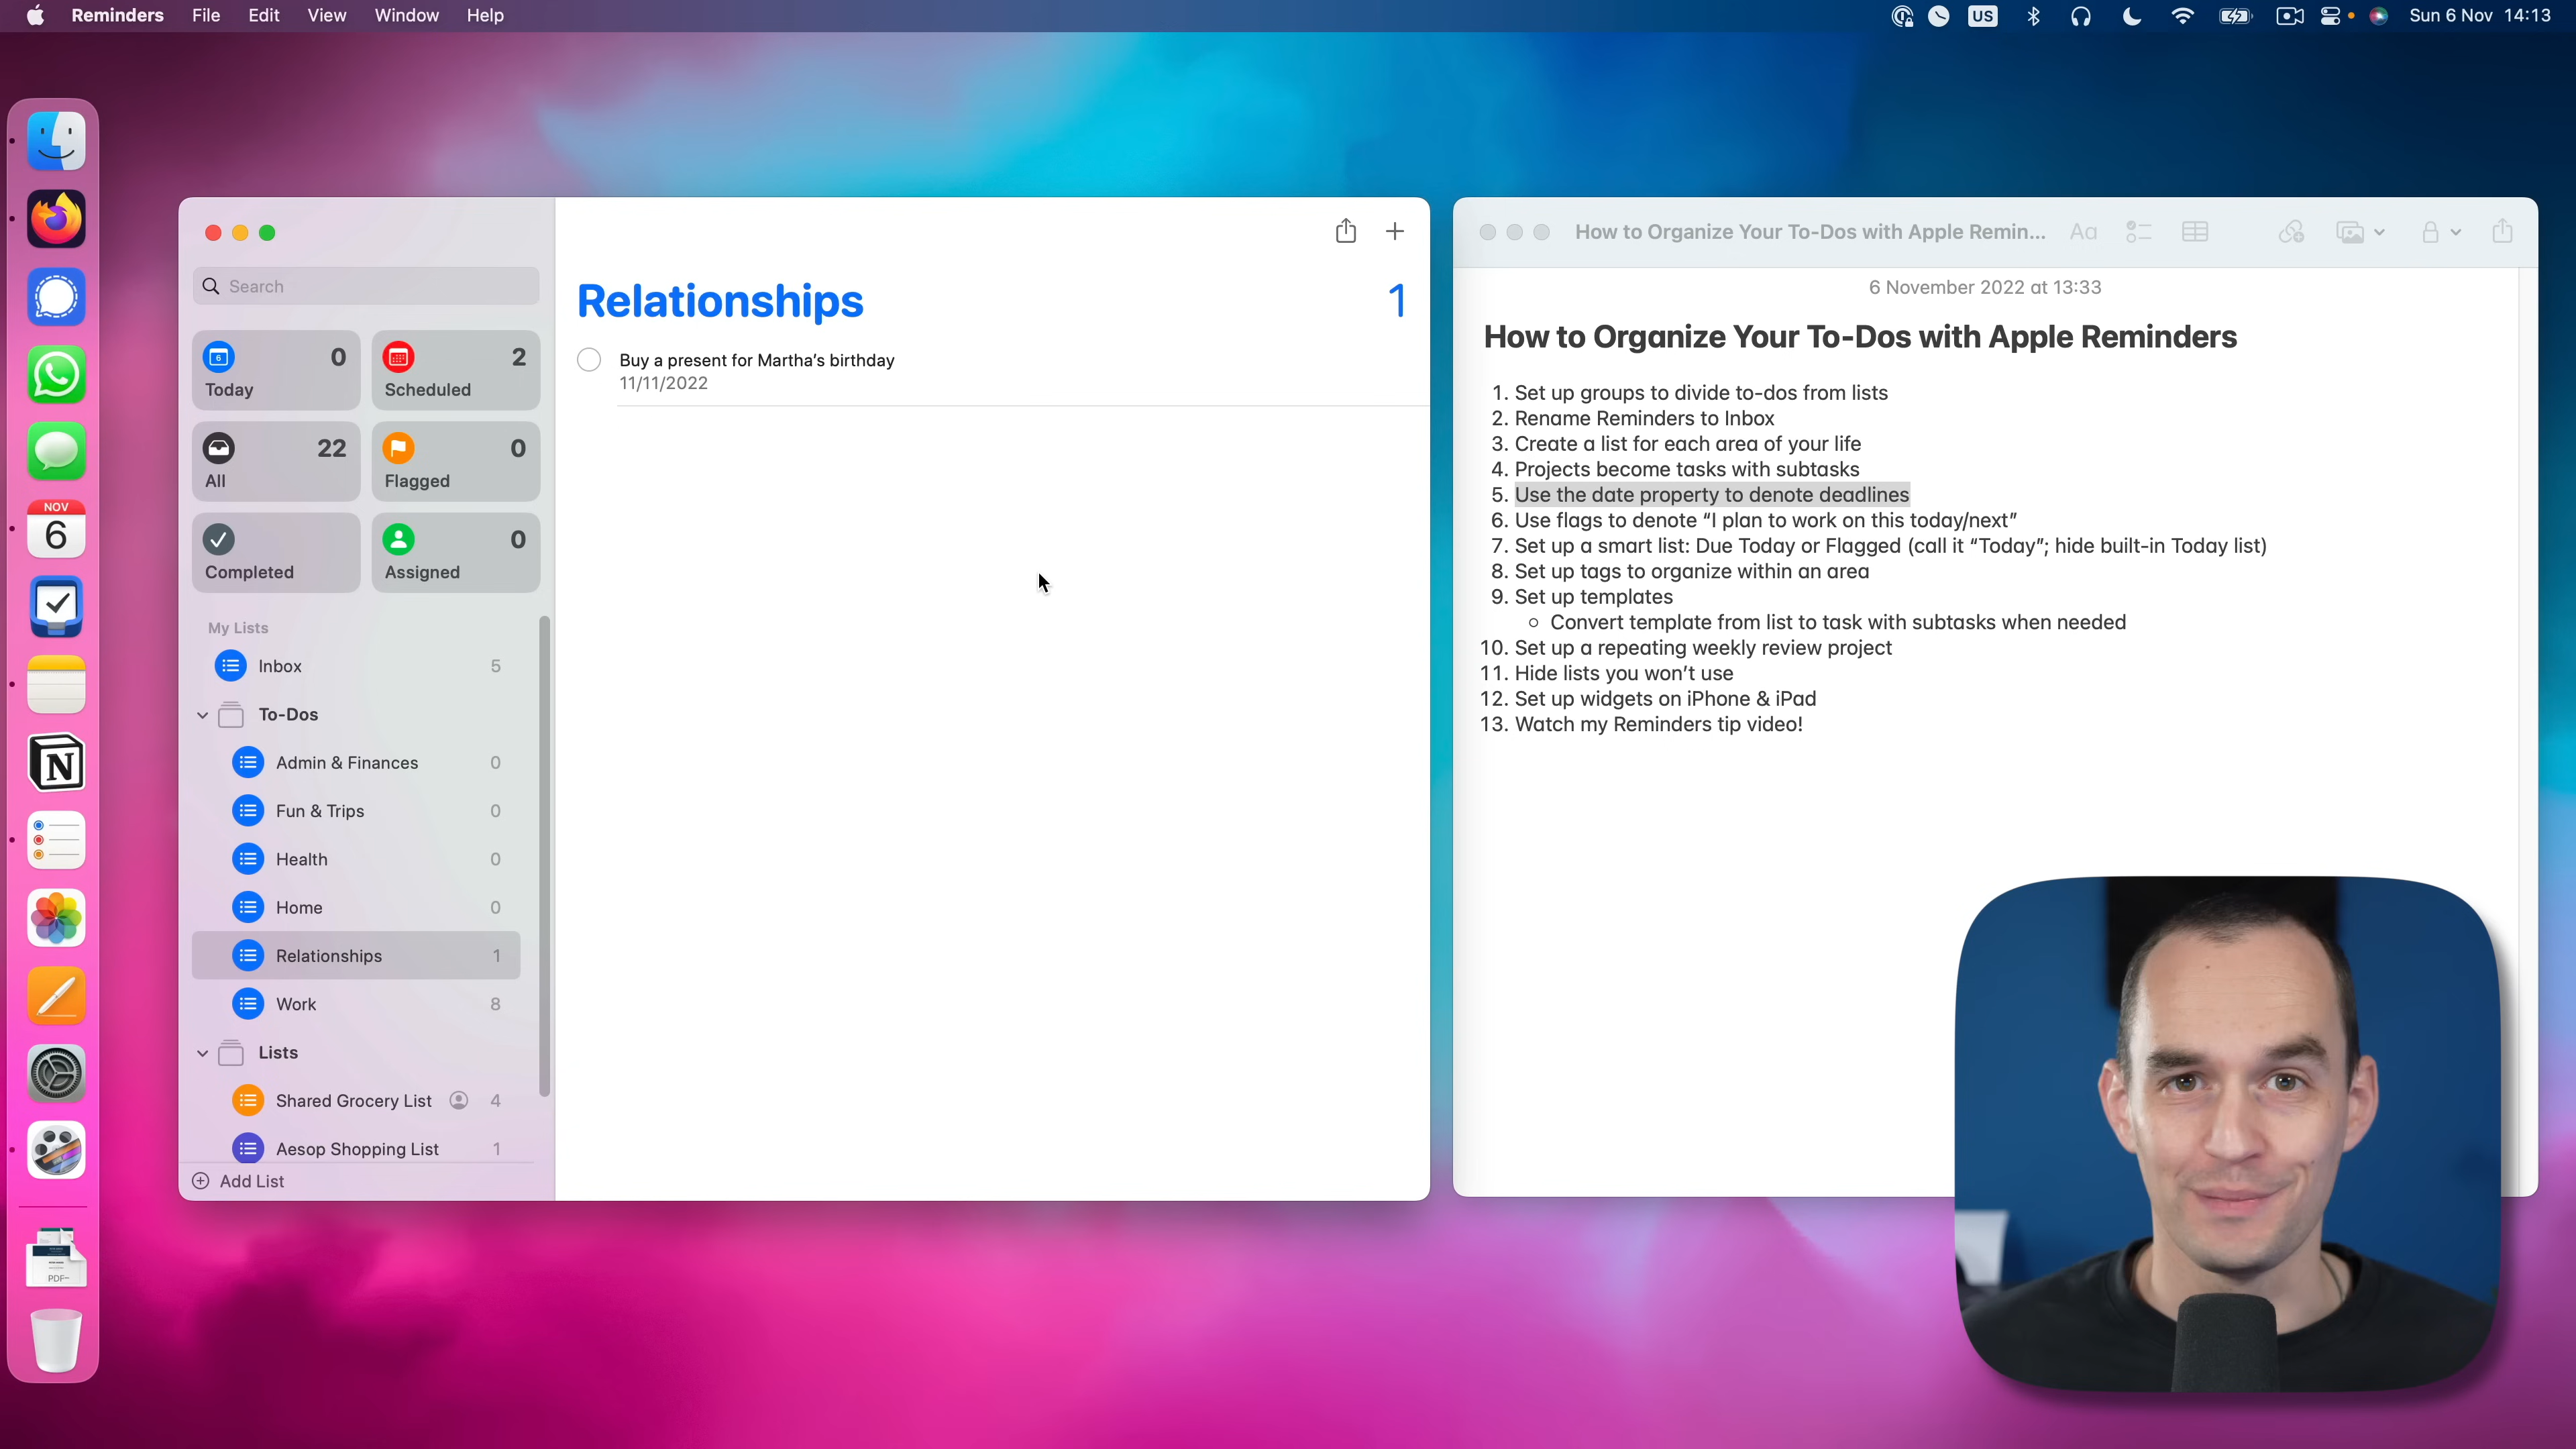 Reminders File Edit View Window Help
US Sun 6 Nov 14:13
Search
6 0 2
Today Scheduled
22 0
All Flagged
0
Completed Assigned
My Lists
Inbox 5
To-Dos
Admin & Finances 0
Fun & Trips 0
Health 0
Home 0
Relationships 1
Work 8
Lists
Shared Grocery List 4
Aesop Shopping List 1
Add List
Relationships 1
Buy a present for Martha’s birthday
11/11/2022
How to Organize Your To-Dos with Apple Remin... Aa
6 November 2022 at 13:33
How to Organize Your To-Dos with Apple Reminders
1. Set up groups to divide to-dos from lists
2. Rename Reminders to Inbox
3. Create a list for each area of your life
4. Projects become tasks with subtasks
5. Use the date property to denote deadlines
6. Use flags to denote “I plan to work on this today/next”
7. Set up a smart list: Due Today or Flagged (call it “Today”; hide built-in Today list)
8. Set up tags to organize within an area
9. Set up templates
Convert template from list to task with subtasks when needed
10. Set up a repeating weekly review project
11. Hide lists you won’t use
12. Set up widgets on iPhone & iPad
13. Watch my Reminders tip video!
NOV
6
N
PDF